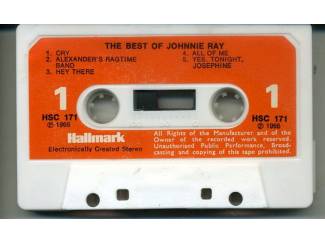 THE BEST OF JOHNNIE RAY
1. CRY
2. ALEXANDER'S RAGTIME
BAND
3. HEY THERE
4. ALL OF ME
5. YES, TONIGHT,
JOSEPHINE
1
HSC 171
℗ 1966
1
HSC 171
℗ 1966
Hallmark
Electronically Created Stereo
All Rights of the Manufacturer and of the
Owner of the recorded work reserved.
Unauthorised Public Performance, Broad-
casting and copying of this tape prohibited.